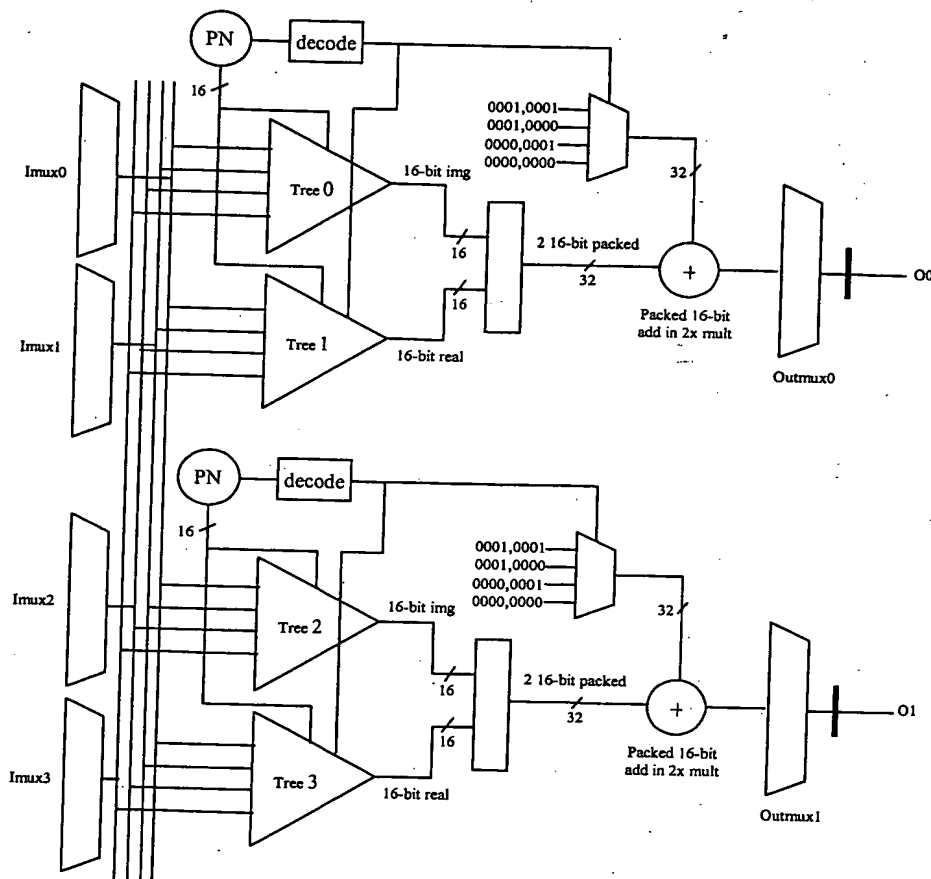 PN
decode
16
0001,0001
0001,0000
0000,0001
0000,0000
Imux0
Tree 0
16-bit img
32
16
2 16-bit packed
32
16
+
O0
Imux1
Tree 1
16-bit real
Packed 16-bit
add in 2x mult
Outmux0
PN
decode
16
0001,0001
0001,0000
0000,0001
0000,0000
Imux2
Tree 2
16-bit img
32
16
2 16-bit packed
32
16
+
O1
Imux3
Tree 3
16-bit real
Packed 16-bit
add in 2x mult
Outmux1